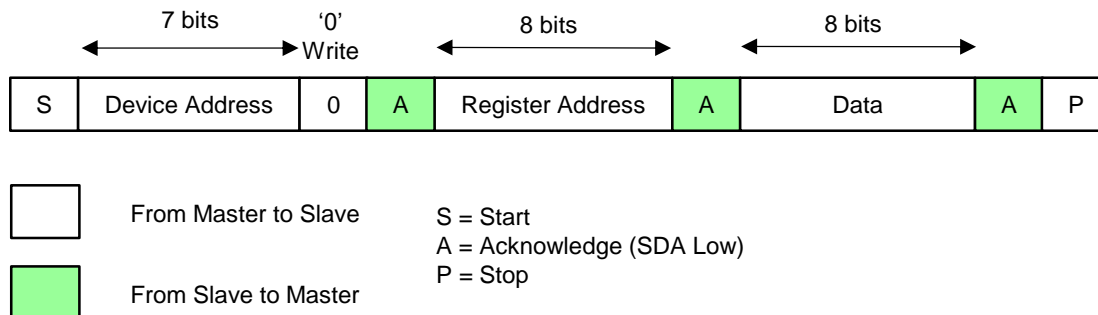 7 bits
‘0’
Write
8 bits
8 bits
S Device Address 0 A Register Address A Data A P
From Master to Slave
From Slave to Master
S = Start
A = Acknowledge (SDA Low)
P = Stop